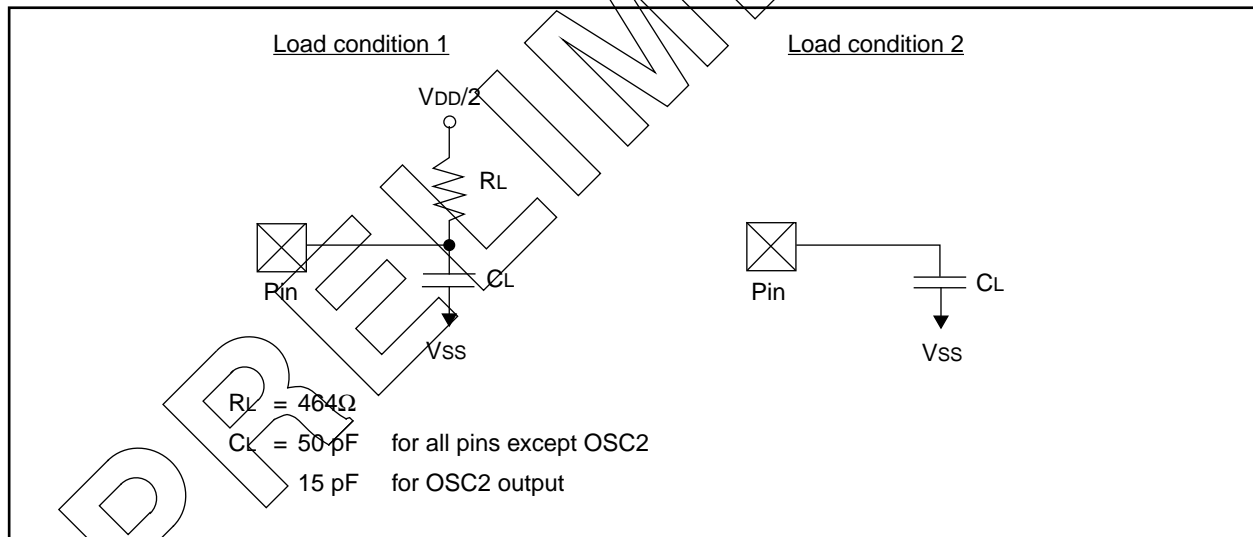 Load condition 1
Load condition 2
VDD/2
RL
Pin
CL
VSS
Pin
CL
VSS
RL = 464Ω
CL = 50 pF for all pins except OSC2
15 pF for OSC2 output
PRELIM